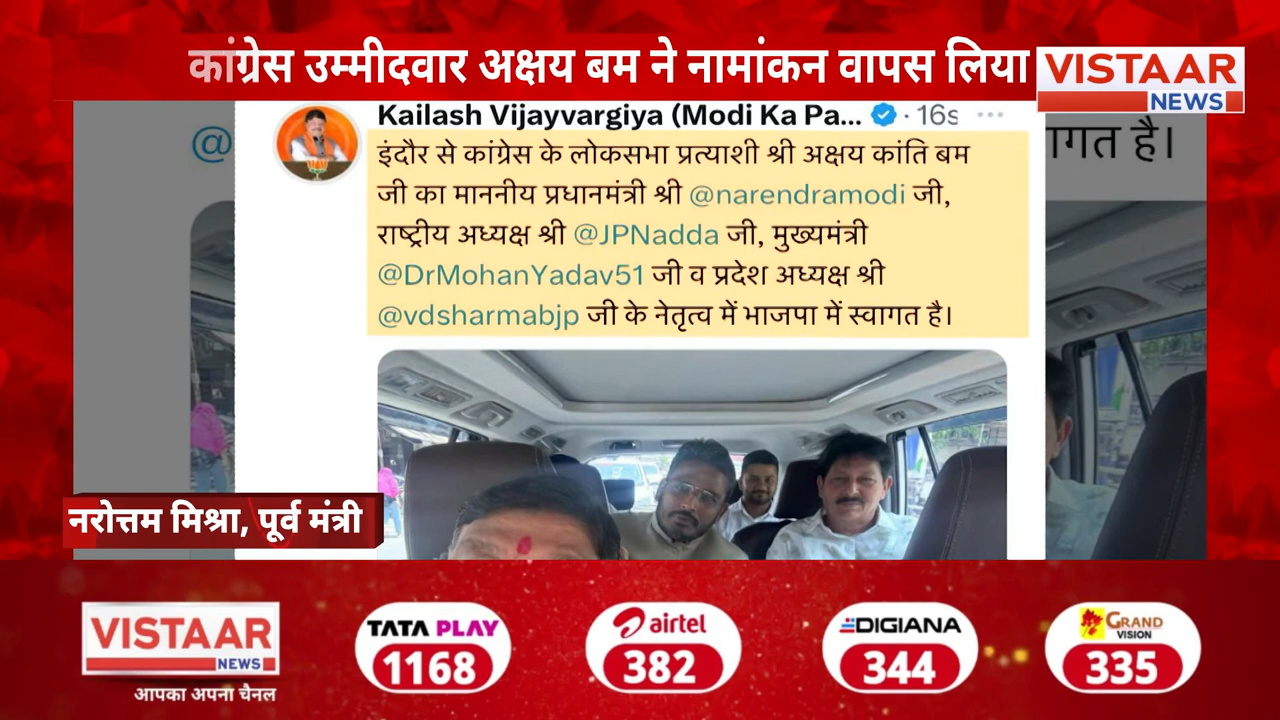 कांग्रेस उम्मीदवार अक्षय बम ने नामांकन वापस लिया
VISTAAR
NEWS
Kailash Vijayvargiya (Modi Ka Pa... · 16s ...
@
ागत है।
इंदौर से कांग्रेस के लोकसभा प्रत्याशी श्री अक्षय कांति बम
जी का माननीय प्रधानमंत्री श्री @narendramodi जी,
राष्ट्रीय अध्यक्ष श्री @JPNadda जी, मुख्यमंत्री
@DrMohanYadav51 जी व प्रदेश अध्यक्ष श्री
@vdsharmabjp जी के नेतृत्व में भाजपा में स्वागत है।
नरोत्तम मिश्रा, पूर्व मंत्री
VISTAAR
NEWS
आपका अपना चैनल
TATA PLAY
1168
airtel
382
DIGIANA
344
GRAND
VISION
335